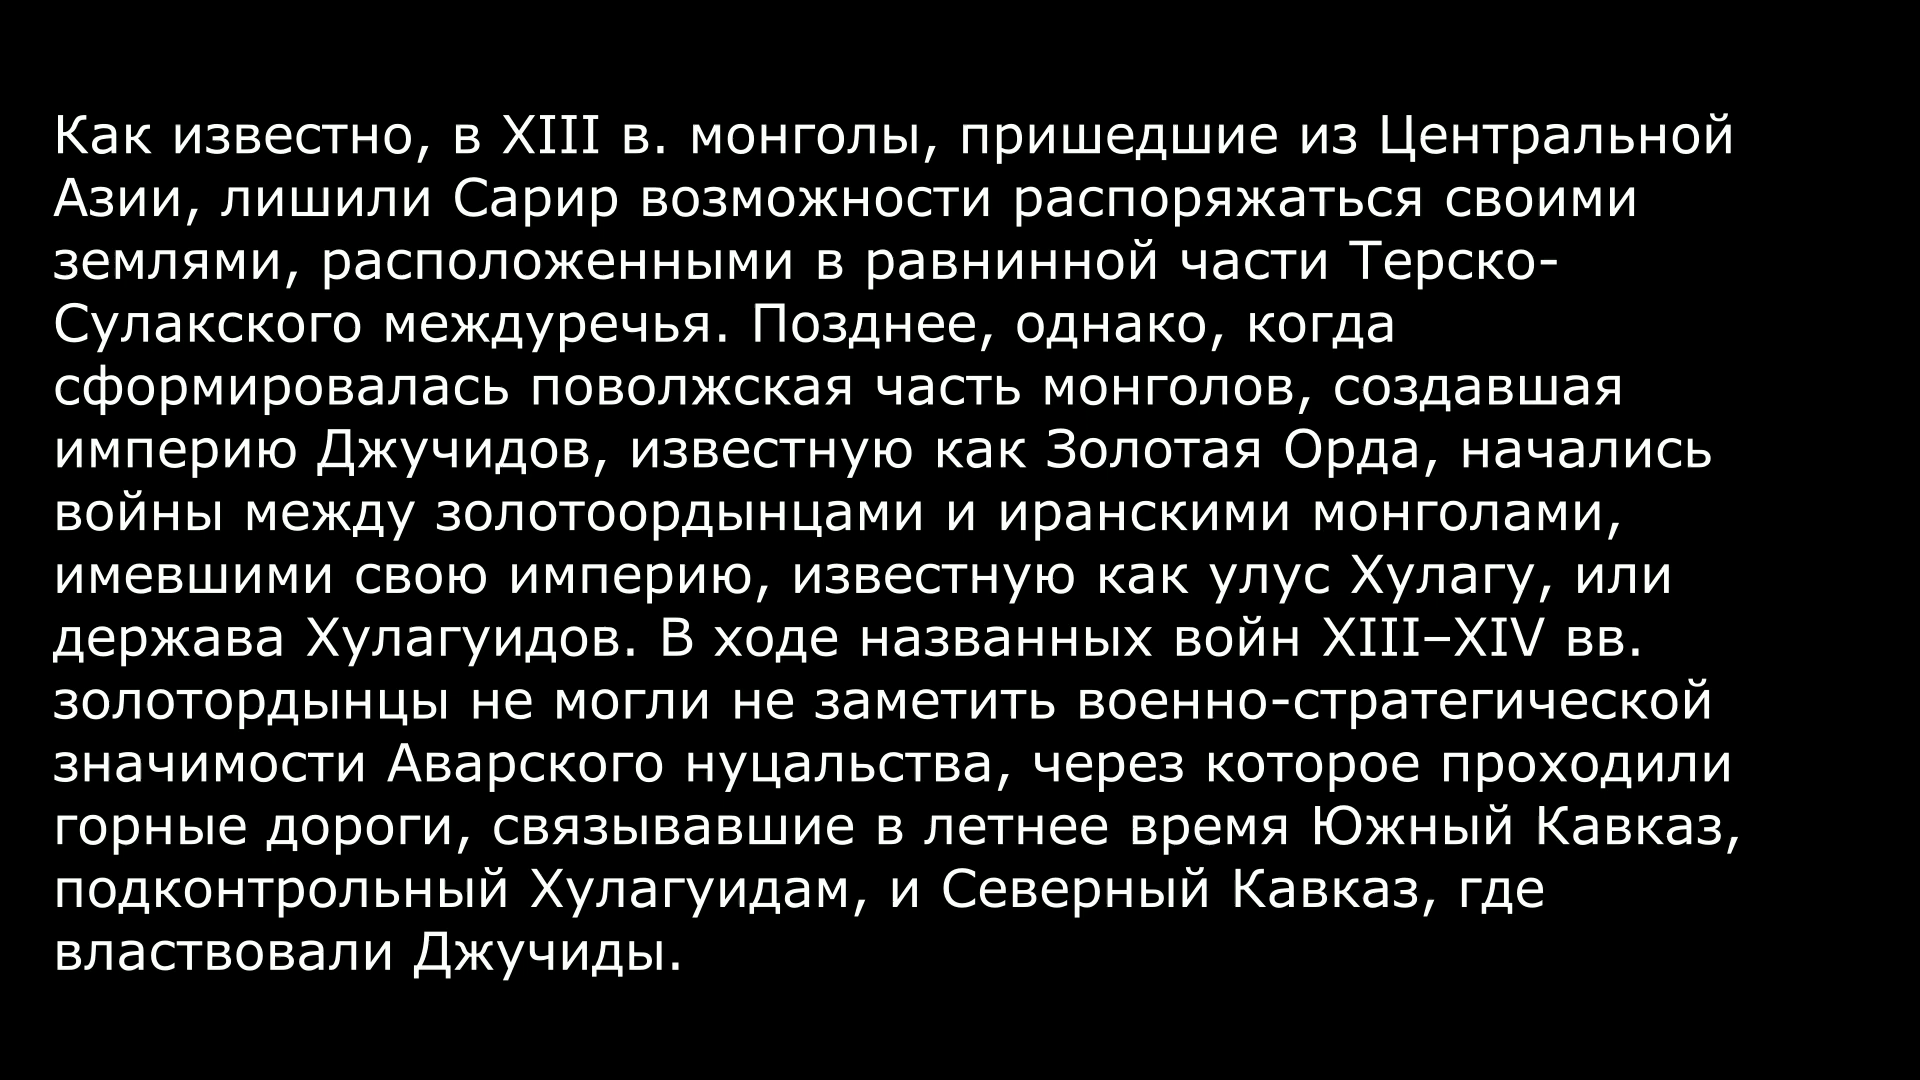 Как известно, в XIII в. монголы, пришедшие из Центральной
Азии, лишили Сарир возможности распоряжаться своими
землями, расположенными в равнинной части Терско-
Сулакского междуречья. Позднее, однако, когда
сформировалась поволжская часть монголов, создавшая
империю Джучидов, известную как Золотая Орда, начались
войны между золотоордынцами и иранскими монголами,
имевшими свою империю, известную как улус Хулагу, или
держава Хулагуидов. В ходе названных войн XIII–XIV вв.
золотордынцы не могли не заметить военно-стратегической
значимости Аварского нуцальства, через которое проходили
горные дороги, связывавшие в летнее время Южный Кавказ,
подконтрольный Хулагуидам, и Северный Кавказ, где
властвовали Джучиды.